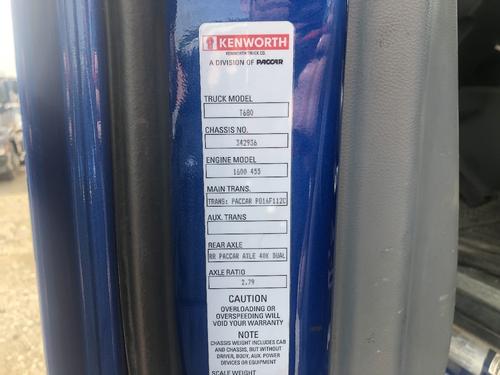 KENWORTH
KENWORTH TRUCK CO.
A DIVISION OF PACCAR
TRUCK MODEL
T680
CHASSIS NO.
342936
ENGINE MODEL
1600 455
MAIN TRANS.
TRANS: PACCAR PO16F112C
AUX. TRANS
REAR AXLE
RR PACCAR AXLE 40K DUAL
AXLE RATIO
2.79
CAUTION
OVERLOADING OR
OVERSPEEDING WILL
VOID YOUR WARRANTY
NOTE
CHASSIS WEIGHT INCLUDES CAB
AND CHASSIS, BUT WITHOUT
DRIVER, BODY, AUX. POWER
DEVICES OR EQUIPMENT
SCALE WEIGHT